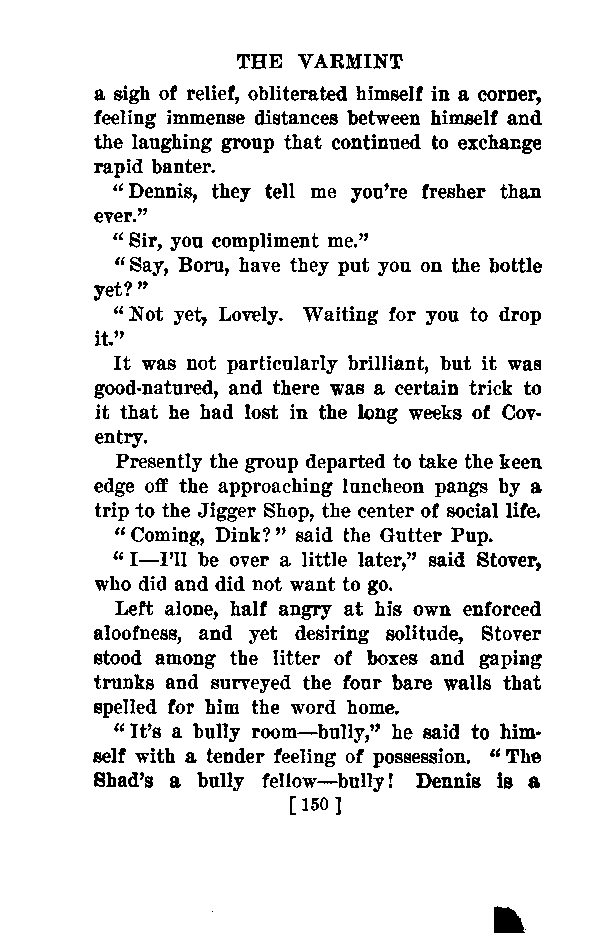 THE VARMINT
a sigh of relief, obliterated himself in a corner,
feeling immense distances between himself and
the laughing group that continued to exchange
rapid banter.
"Dennis, they tell me you're fresher than
ever."
"Sir, you compliment me."
"Say, Boru, have they put you on the bottle
yet?"
"Not yet, Lovely. Waiting for you to drop
it."
It was not particularly brilliant, but it was
good-natured, and there was a certain trick to
it that he had lost in the long weeks of Cov-
entry.
Presently the group departed to take the keen
edge off the approaching luncheon pangs by a
trip to the Jigger Shop, the center of social life.
"Coming, Dink?" said the Gutter Pup.
"I—I'll be over a little later," said Stover,
who did and did not want to go.
Left alone, half angry at his own enforced
aloofness, and yet desiring solitude, Stover
stood among the litter of boxes and gaping
trunks and surveyed the four bare walls that
spelled for him the word home.
"It's a bully room—bully," he said to him-
self with a tender feeling of possession. "The
Shad's a bully fellow—bully! Dennis is a
[150]